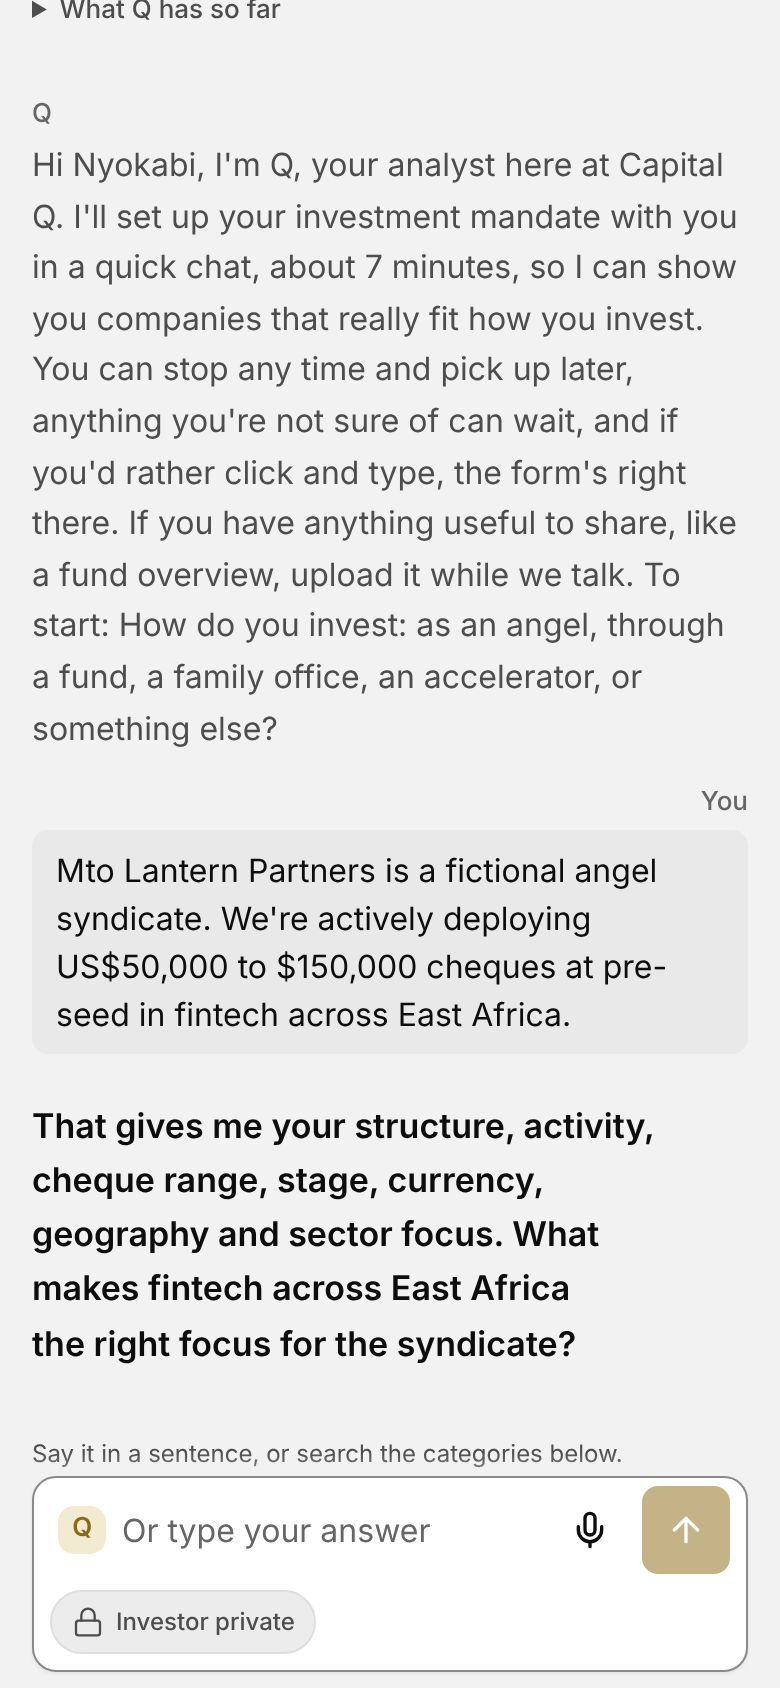 What Q has so far
Q
Hi Nyokabi, I'm Q, your analyst here at Capital
Q. I'll set up your investment mandate with you
in a quick chat, about 7 minutes, so I can show
you companies that really fit how you invest.
You can stop any time and pick up later,
anything you're not sure of can wait, and if
you'd rather click and type, the form's right
there. If you have anything useful to share, like
a fund overview, upload it while we talk. To
start: How do you invest: as an angel, through
a fund, a family office, an accelerator, or
something else?
You
Mto Lantern Partners is a fictional angel
syndicate. We're actively deploying
US$50,000 to $150,000 cheques at pre-
seed in fintech across East Africa.
That gives me your structure, activity,
cheque range, stage, currency,
geography and sector focus. What
makes fintech across East Africa
the right focus for the syndicate?
Say it in a sentence, or search the categories below.
Q Or type your answer
Investor private